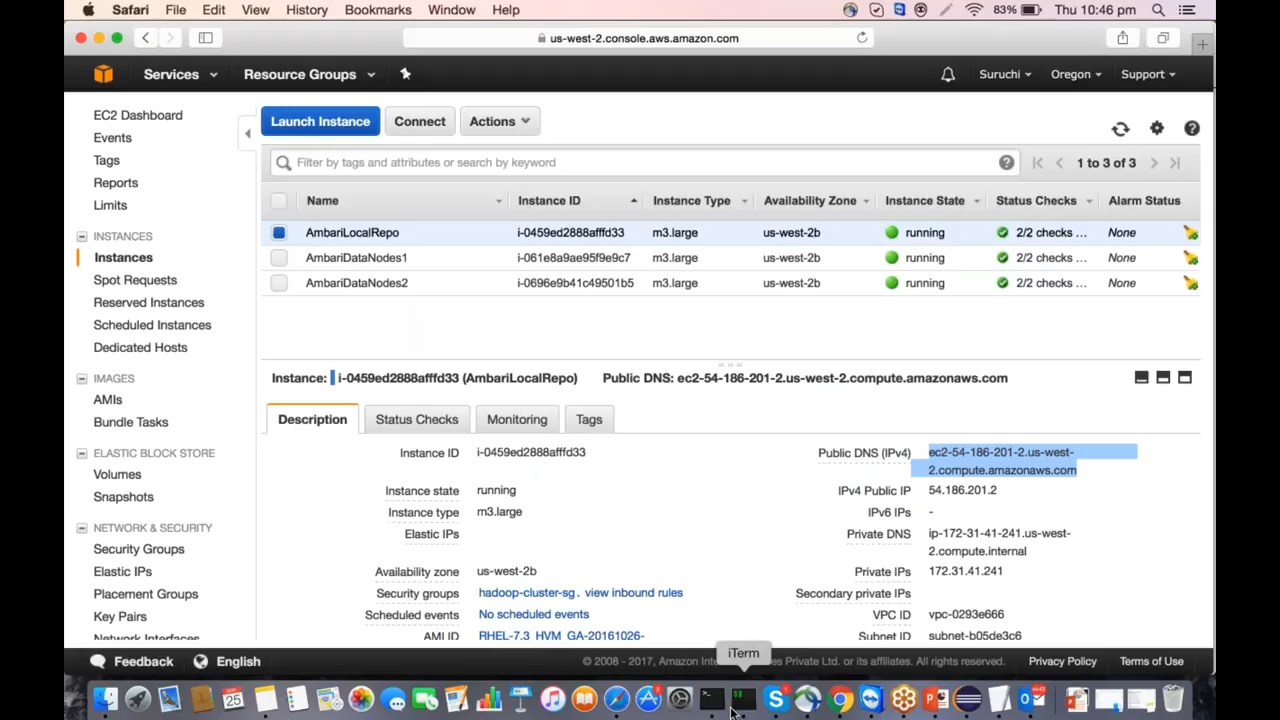 Safari File Edit View History Bookmarks Window Help 83% Thu 10:46 pm
us-west-2.console.aws.amazon.com
Services Resource Groups Suruchi Oregon Support
EC2 Dashboard
Events
Tags
Reports
Limits
INSTANCES
Instances
Spot Requests
Reserved Instances
Scheduled Instances
Dedicated Hosts
IMAGES
AMIs
Bundle Tasks
ELASTIC BLOCK STORE
Volumes
Snapshots
NETWORK & SECURITY
Security Groups
Elastic IPs
Placement Groups
Key Pairs
Network Interfaces
Launch Instance Connect Actions
Filter by tags and attributes or search by keyword 1 to 3 of 3
Name Instance ID Instance Type Availability Zone Instance State Status Checks Alarm Status
AmbariLocalRepo i-0459ed2888afffd33 m3.large us-west-2b running 2/2 checks ... None
AmbariDataNodes1 i-061e8a9ae95f9e9c7 m3.large us-west-2b running 2/2 checks ... None
AmbariDataNodes2 i-0696e9b41c49501b5 m3.large us-west-2b running 2/2 checks ... None
Instance: i-0459ed2888afffd33 (AmbariLocalRepo) Public DNS: ec2-54-186-201-2.us-west-2.compute.amazonaws.com
Description Status Checks Monitoring Tags
Instance ID i-0459ed2888afffd33
Instance state running
Instance type m3.large
Elastic IPs
Availability zone us-west-2b
Security groups hadoop-cluster-sg. view inbound rules
Scheduled events No scheduled events
AMI ID RHEL-7.3_HVM_GA-20161026-
Public DNS (IPv4) ec2-54-186-201-2.us-west-
2.compute.amazonaws.com
IPv4 Public IP 54.186.201.2
IPv6 IPs -
Private DNS ip-172-31-41-241.us-west-
2.compute.internal
Private IPs 172.31.41.241
Secondary private IPs
VPC ID vpc-0293e666
Subnet ID subnet-b05de3c6
iTerm
Feedback English © 2008 - 2017, Amazon Inte Services Private Ltd. or its affiliates. All rights reserved. Privacy Policy Terms of Use